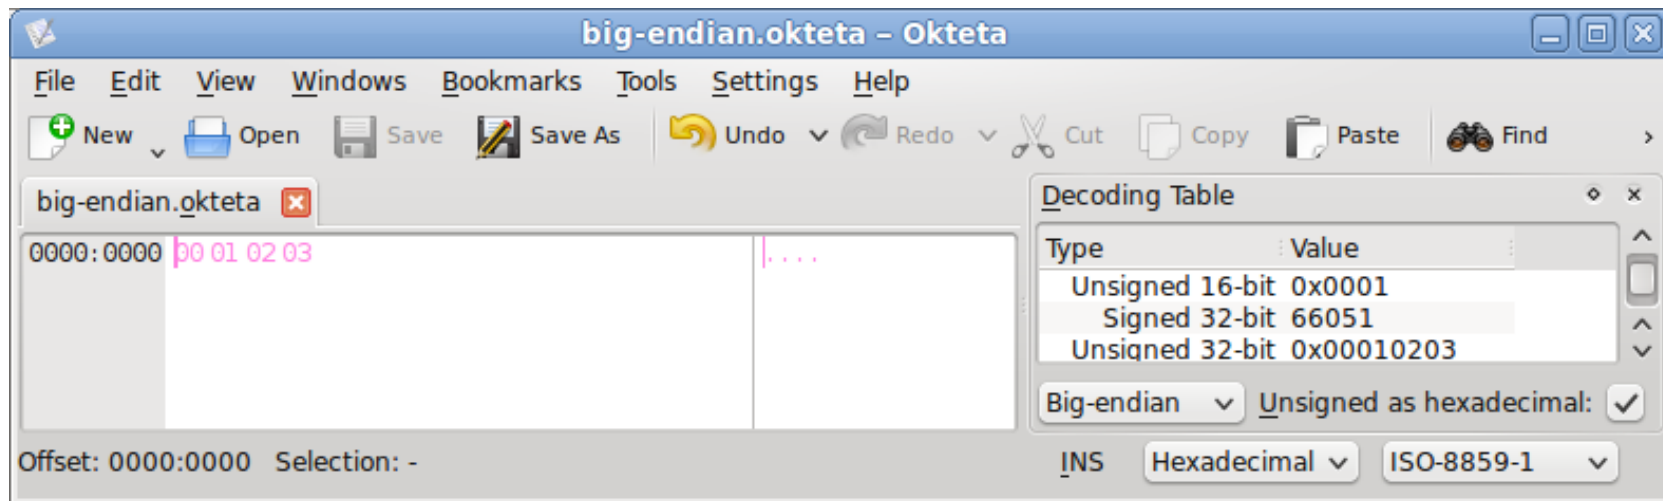 big-endian.okteta – Okteta
File Edit View Windows Bookmarks Tools Settings Help
New Open Save Save As Undo Redo Cut Copy Paste Find
big-endian.okteta
0000:0000 00 01 02 03 ....
Decoding Table
Type Value
Unsigned 16-bit 0x0001
Signed 32-bit 66051
Unsigned 32-bit 0x00010203
Big-endian Unsigned as hexadecimal:
Offset: 0000:0000 Selection: - INS Hexadecimal ISO-8859-1